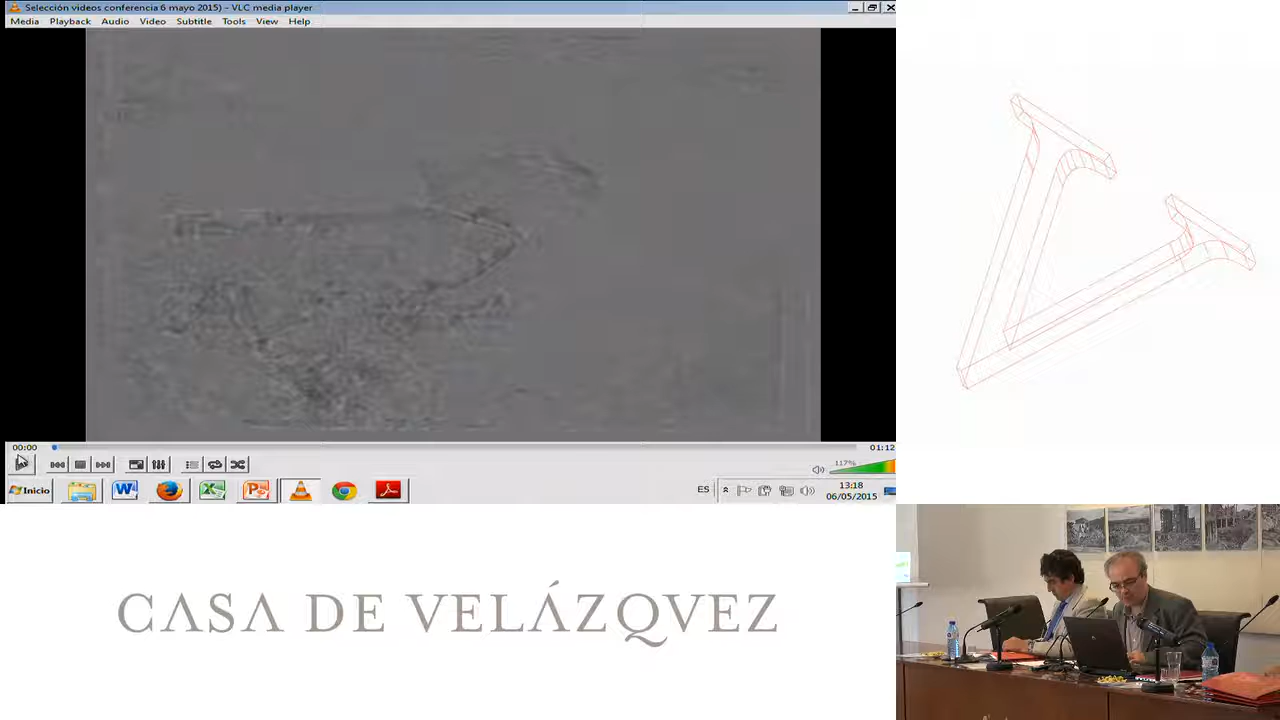 Selección videos conferencia 6 mayo 2015) - VLC media player
Media Playback Audio Video Subtitle Tools View Help
00:00
01:12
117%
Inicio
ES
13:18
06/05/2015
CASA DE VELÁZQVEZ